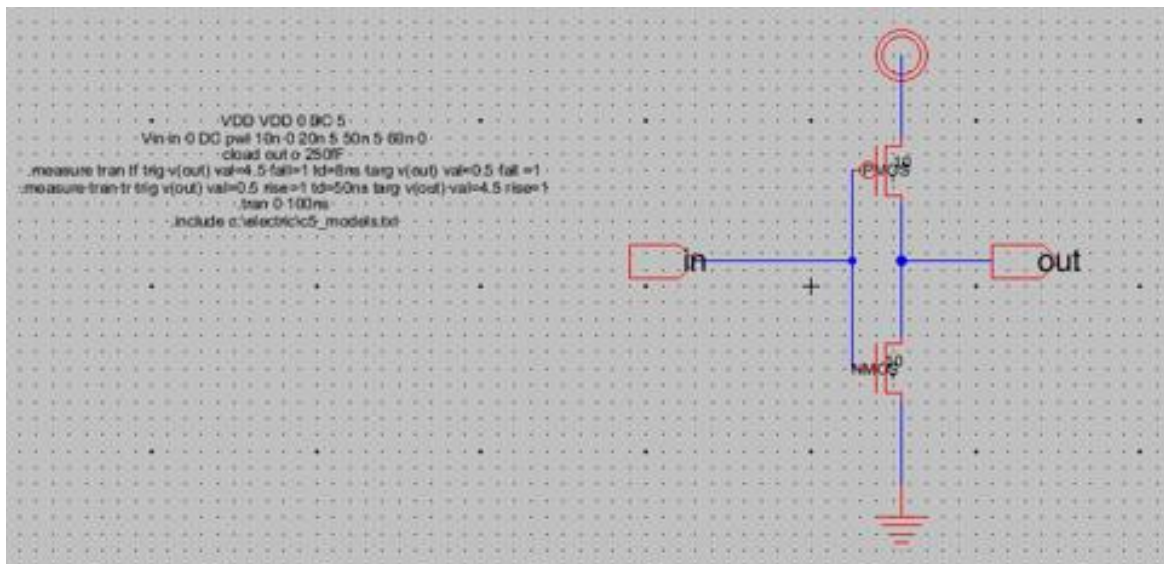 VDD VDD 0 DC 5
Vin in 0 DC pwl 10n 0 20n 5 50n 5 60n 0
cload out o 250fF
.measure tran tf trig v(out) val=4.5 fall=1 td=8ns targ v(out) val=0.5 fall =1
.measure tran tr trig v(out) val=0.5 rise=1 td=50ns targ v(out) val=4.5 rise=1
.tran 0 100ns
.include c:\electric\c5_models.txt
PMOS
in
out
NMOS